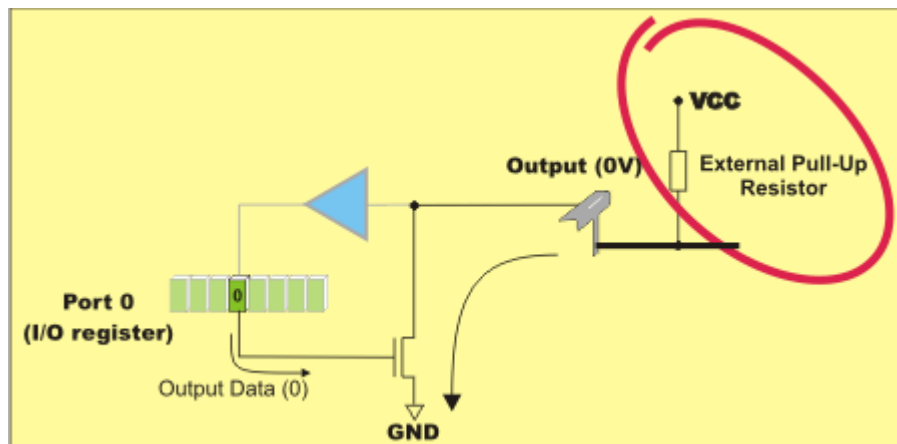 VCC
Output (0V)
External Pull-Up
Resistor
Port 0
(I/O register)
0
Output Data (0)
GND